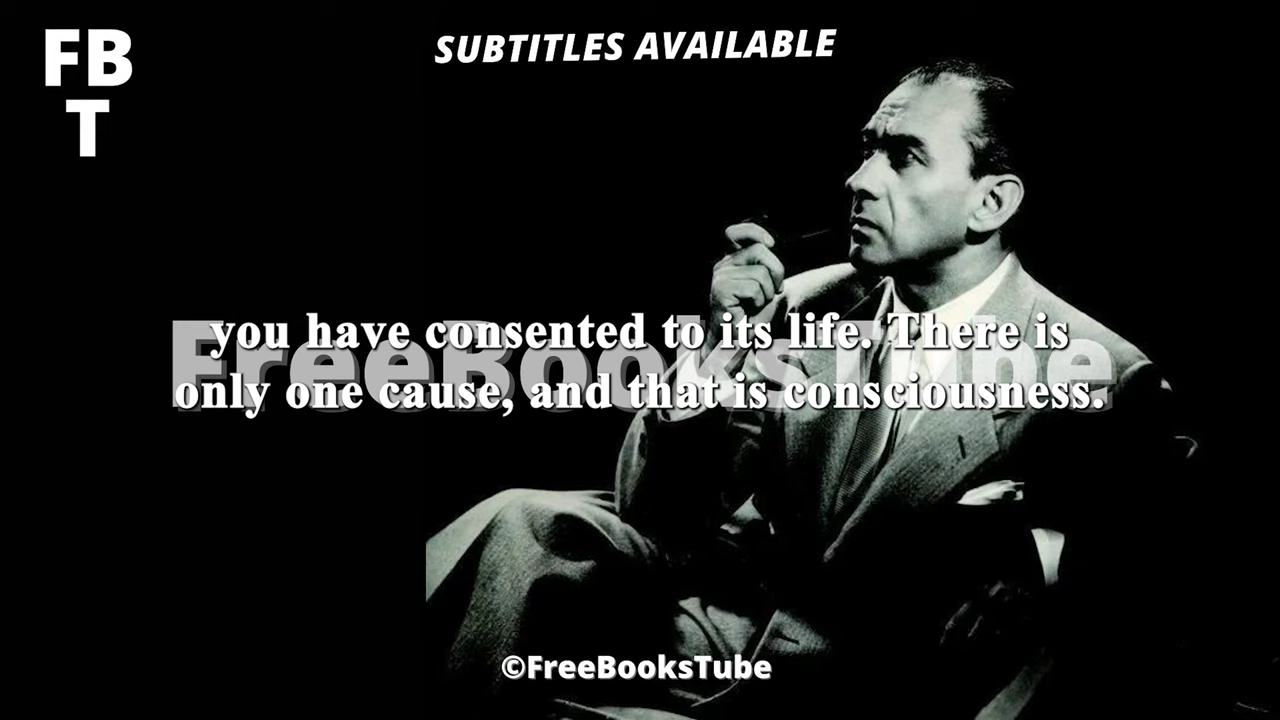 FB
T
SUBTITLES AVAILABLE
you have consented to its life. There is
only one cause, and that is consciousness.
FreeBooksTube
©FreeBooksTube